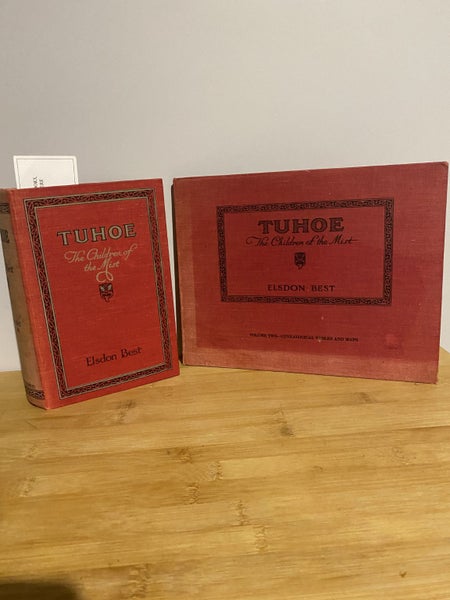 TUHOE
The Children of
the Mist
Elsdon Best
TUHOE
The Children of the Mist
ELSDON BEST
VOLUME TWO—GENEALOGICAL TABLES AND MAPS